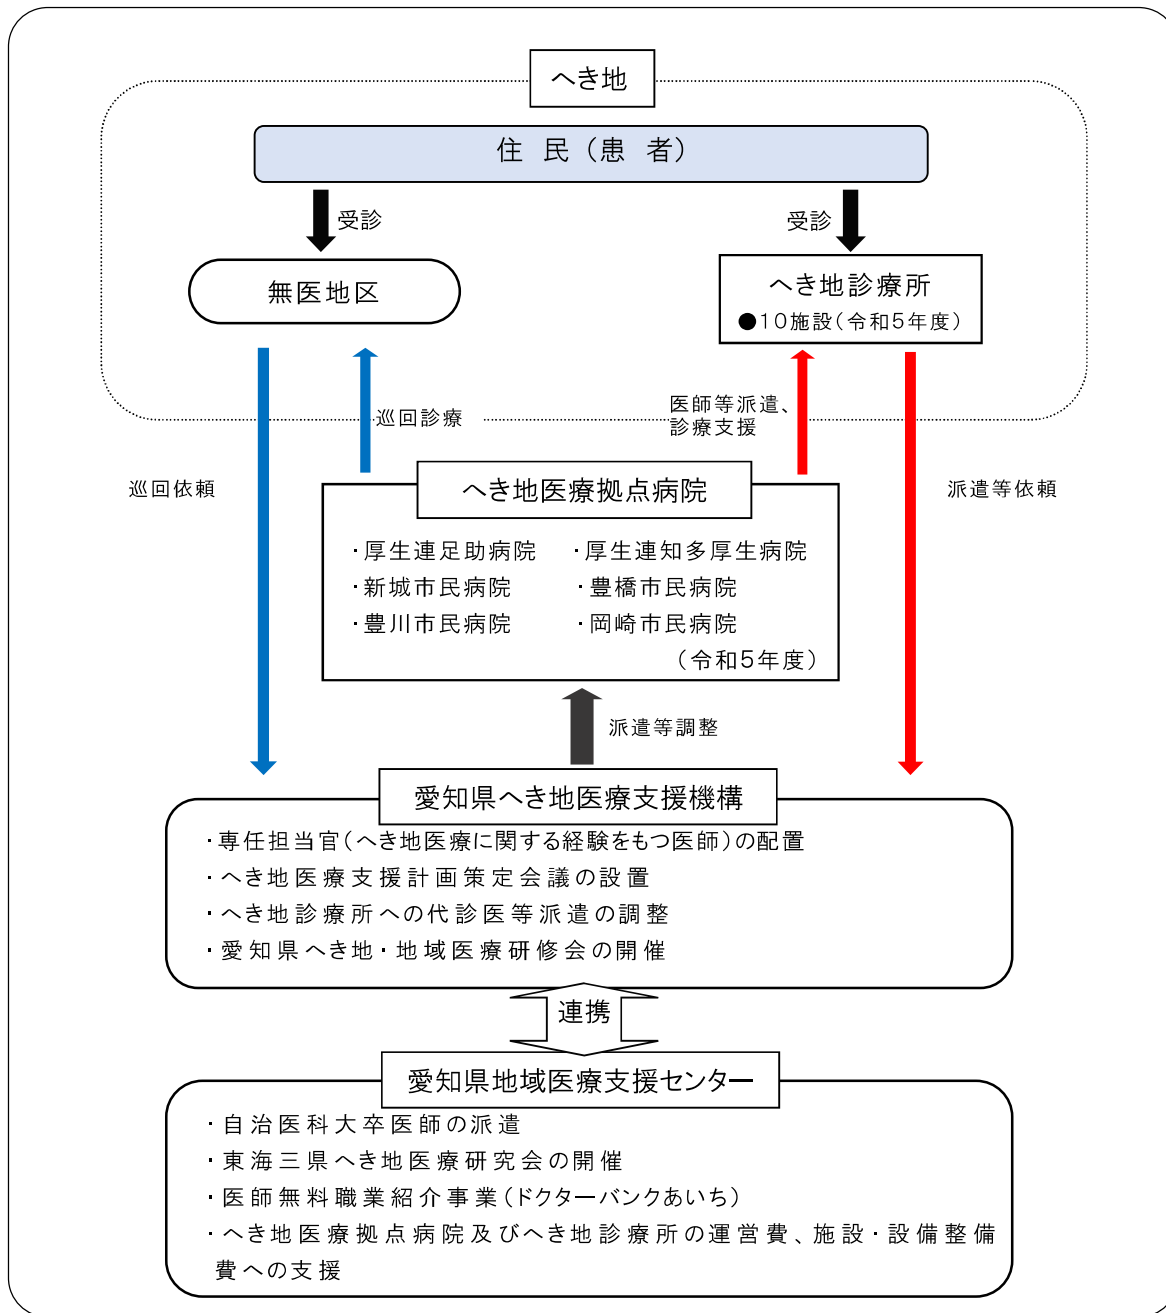 へき地
住 民（患 者）
受診
受診
無医地区
へき地診療所
●10施設（令和5年度）
巡回診療
医師等派遣、
診療支援
巡回依頼
派遣等依頼
へき地医療拠点病院
・厚生連足助病院 ・厚生連知多厚生病院
・新城市民病院 ・豊橋市民病院
・豊川市民病院 ・岡崎市民病院
（令和5年度）
派遣等調整
愛知県へき地医療支援機構
・専任担当官（へき地医療に関する経験をもつ医師）の配置
・へき地医療支援計画策定会議の設置
・へき地診療所への代診医等派遣の調整
・愛知県へき地・地域医療研修会の開催
連携
愛知県地域医療支援センター
・自治医科大卒医師の派遣
・東海三県へき地医療研究会の開催
・医師無料職業紹介事業（ドクターバンクあいち）
・へき地医療拠点病院及びへき地診療所の運営費、施設・設備整備
費への支援